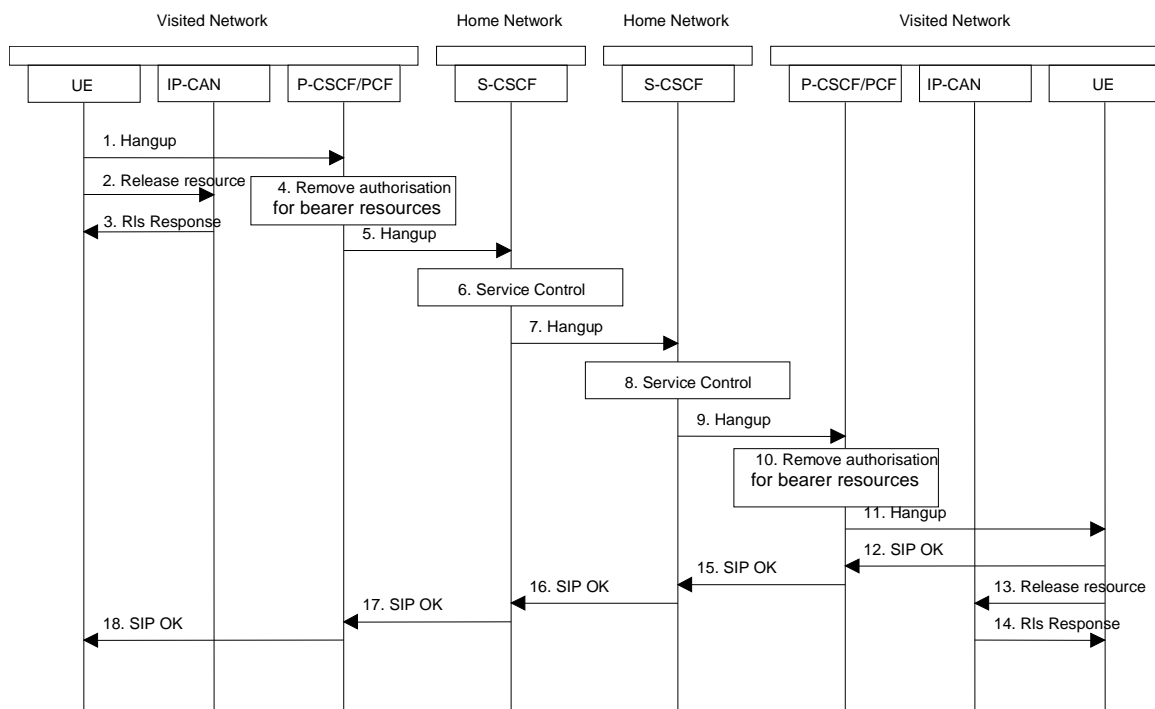 Visited Network
Home Network
Home Network
Visited Network
UE
IP-CAN
P-CSCF/PCF
S-CSCF
S-CSCF
P-CSCF/PCF
IP-CAN
UE
1. Hangup
2. Release resource
4. Remove authorisation
for bearer resources
3. Rls Response
5. Hangup
6. Service Control
7. Hangup
8. Service Control
9. Hangup
10. Remove authorisation
for bearer resources
11. Hangup
12. SIP OK
15. SIP OK
16. SIP OK
13. Release resource
17. SIP OK
18. SIP OK
14. Rls Response